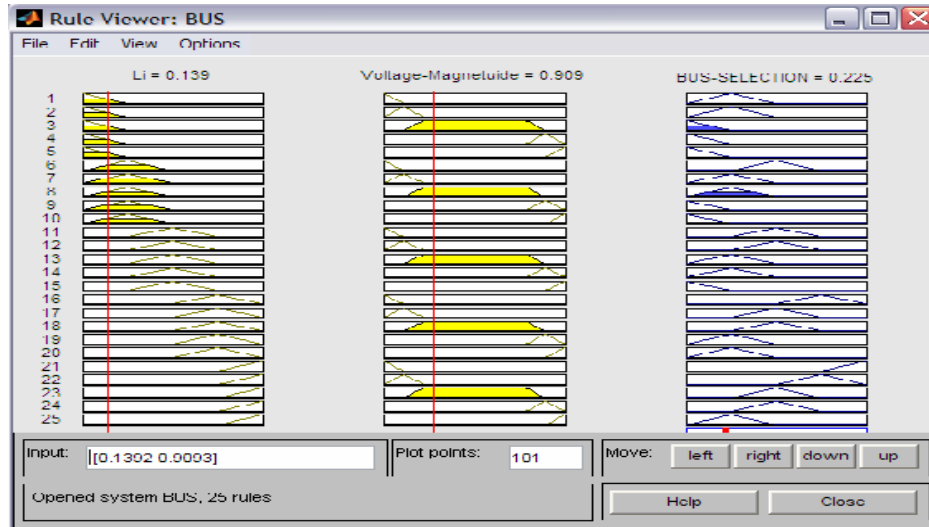 Rule Viewer: BUS
File Edit View Options
Li = 0.139
Voltage-Magnetuide = 0.909
BUS-SELECTION = 0.225
1
2
3
4
5
6
7
8
9
10
11
12
13
14
15
16
17
18
19
20
21
22
23
24
25
Input: [[0.1392 0.9093]
Plot points: 101
Move: left right down up
Opened system BUS, 25 rules
Help Close